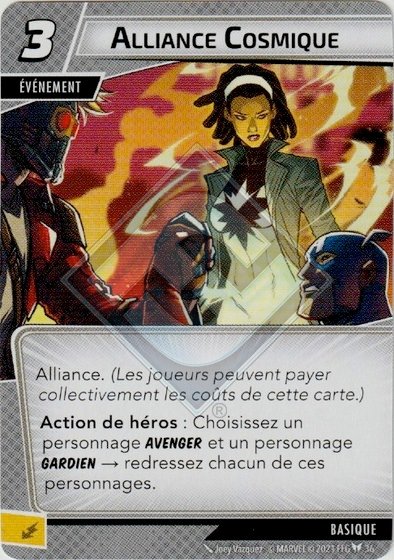 3
ALLIANCE COSMIQUE
ÉVÉNEMENT
Alliance. (Les joueurs peuvent payer
collectivement les coûts de cette carte.)
Action de héros : Choisissez un
personnage AVENGER et un personnage
GARDIEN → redressez chacun de ces
personnages.
BASIQUE
Joey Vazquez © MARVEL © 2021 FFG 36